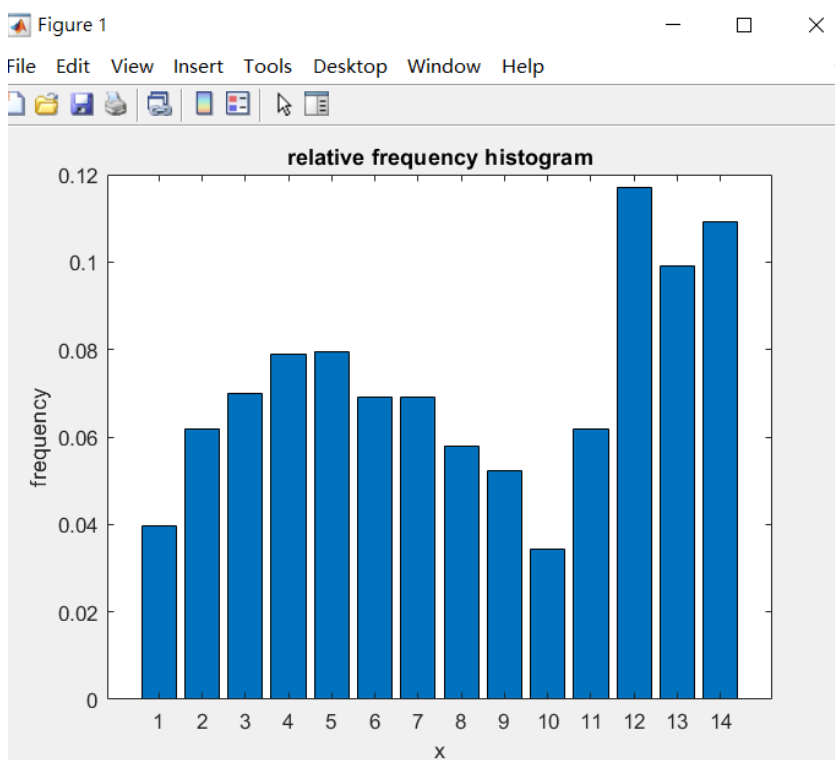 Figure 1
File Edit View Insert Tools Desktop Window Help
relative frequency histogram
0.12
0.1
0.08
0.06
0.04
0.02
0
frequency
1 2 3 4 5 6 7 8 9 10 11 12 13 14
x